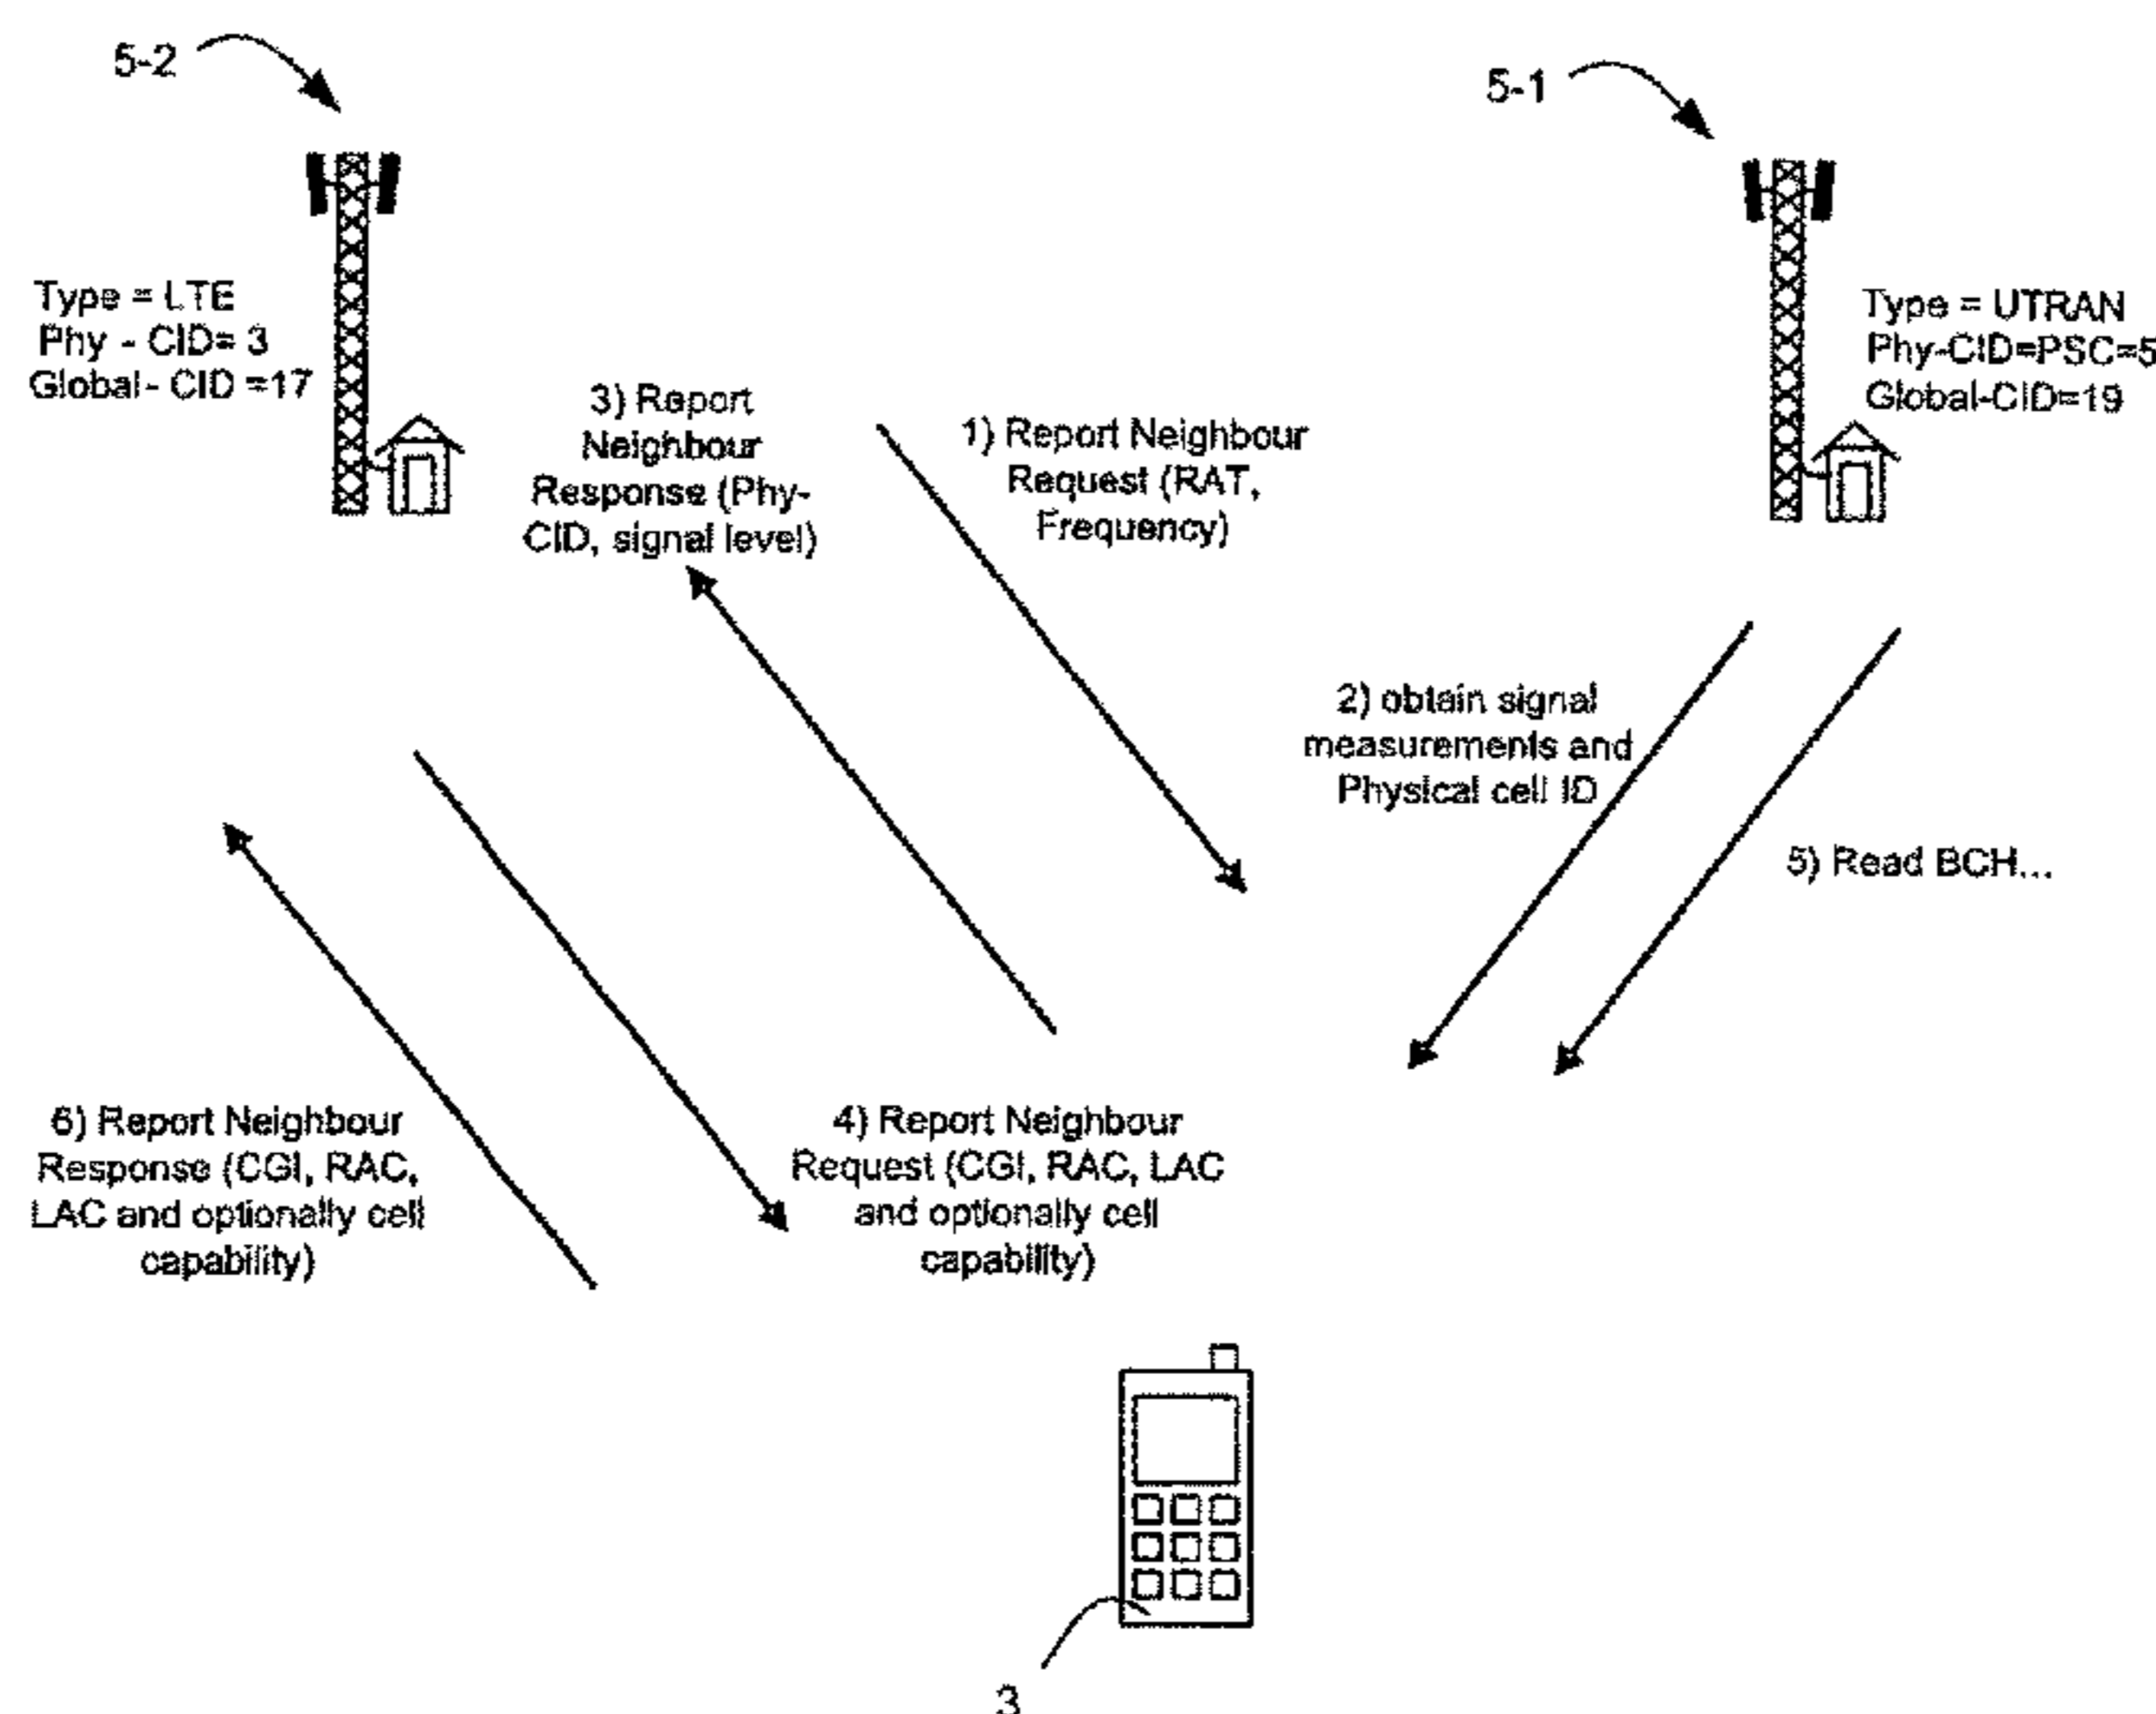 5-2
5-1
Type = LTE
Phy - CID= 3
Global- CID =17
Type = UTRAN
Phy-CID=PSC=5
Global-CID=19
3) Report
Neighbour
Response (Phy-
CID, signal level)
1) Report Neighbour
Request (RAT,
Frequency)
2) obtain signal
measurements and
Physical cell ID
5) Read BCH...
6) Report Neighbour
Response (CGI, RAC,
LAC and optionally cell
capability)
4) Report Neighbour
Request (CGI, RAC, LAC
and optionally cell
capability)
3